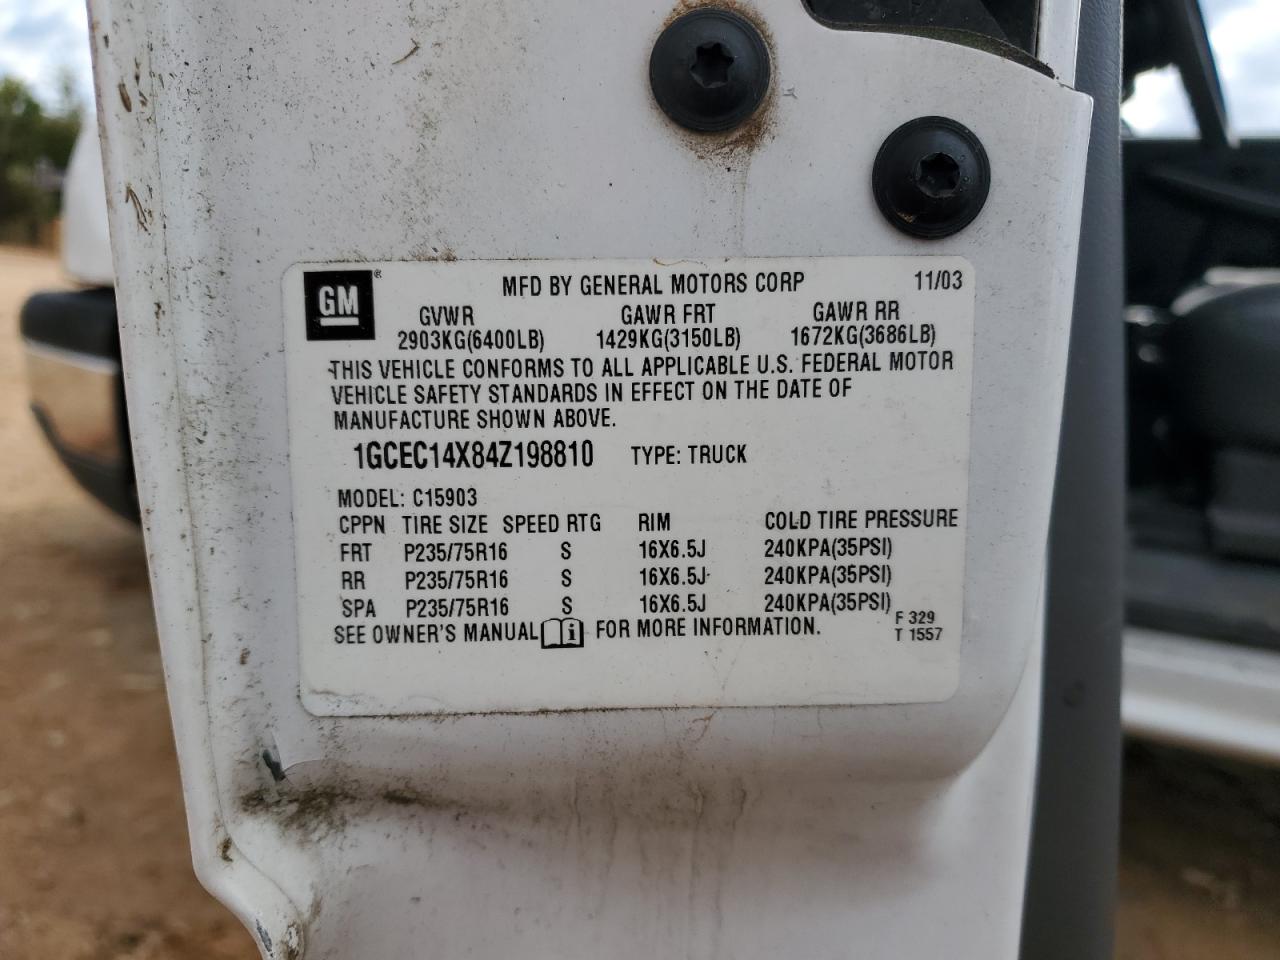 GM ® MFD BY GENERAL MOTORS CORP 11/03
GVWR GAWR FRT GAWR RR
2903KG(6400LB) 1429KG(3150LB) 1672KG(3686LB)
THIS VEHICLE CONFORMS TO ALL APPLICABLE U.S. FEDERAL MOTOR
VEHICLE SAFETY STANDARDS IN EFFECT ON THE DATE OF
MANUFACTURE SHOWN ABOVE.
1GCEC14X84Z198810 TYPE: TRUCK
MODEL: C15903
CPPN TIRE SIZE SPEED RTG RIM COLD TIRE PRESSURE
FRT P235/75R16 S 16X6.5J 240KPA(35PSI)
RR P235/75R16 S 16X6.5J 240KPA(35PSI)
SPA P235/75R16 S 16X6.5J 240KPA(35PSI)
SEE OWNER'S MANUAL i FOR MORE INFORMATION.
F 329
T 1557